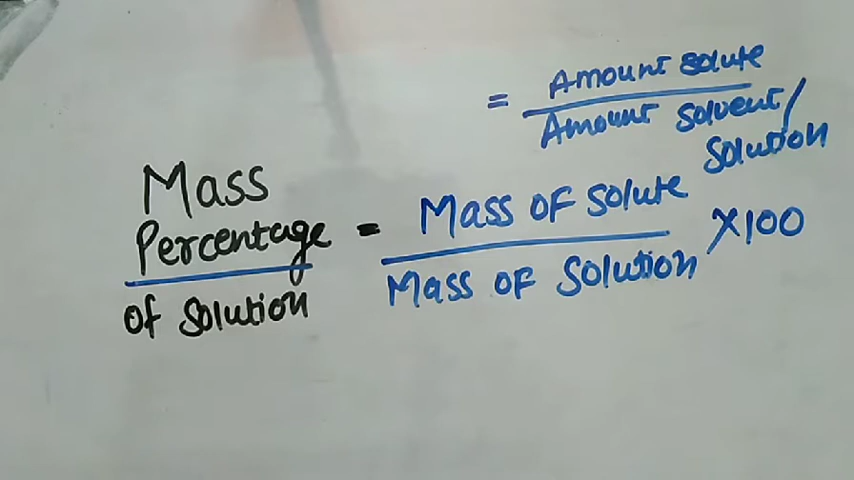 = Amount solute
Amount solvent/
solution
Mass
Percentage = Mass of solute ×100
of solution Mass of solution